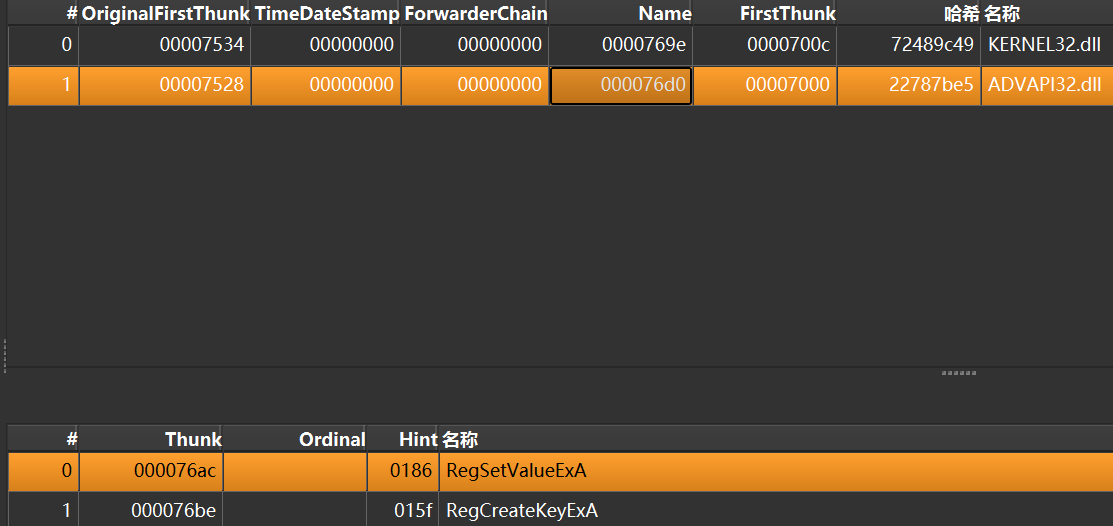 # OriginalFirstThunk TimeDateStamp ForwarderChain Name FirstThunk 哈希 名称
0 00007534 00000000 00000000 0000769e 0000700c 72489c49 KERNEL32.dll
1 00007528 00000000 00000000 000076d0 00007000 22787be5 ADVAPI32.dll
# Thunk Ordinal Hint 名称
0 000076ac 0186 RegSetValueExA
1 000076be 015f RegCreateKeyExA